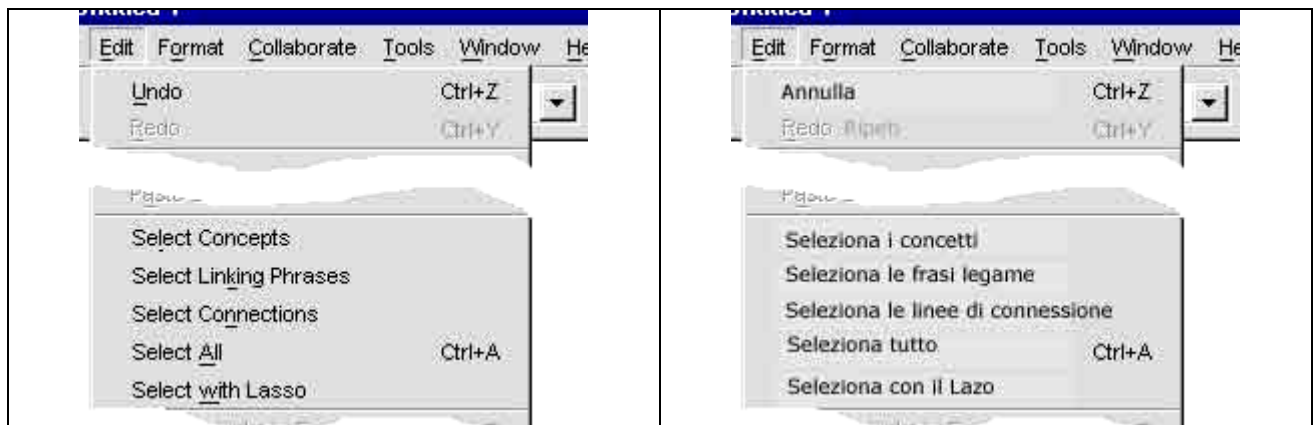 Edit Format Collaborate Tools Window He
Undo Ctrl+Z
Redo Ctrl+Y
Select Concepts
Select Linking Phrases
Select Connections
Select All Ctrl+A
Select with Lasso
Edit Format Collaborate Tools Window He
Annulla Ctrl+Z
Redo Ripeti Ctrl+Y
Seleziona i concetti
Seleziona le frasi legame
Seleziona le linee di connessione
Seleziona tutto Ctrl+A
Seleziona con il Lazo